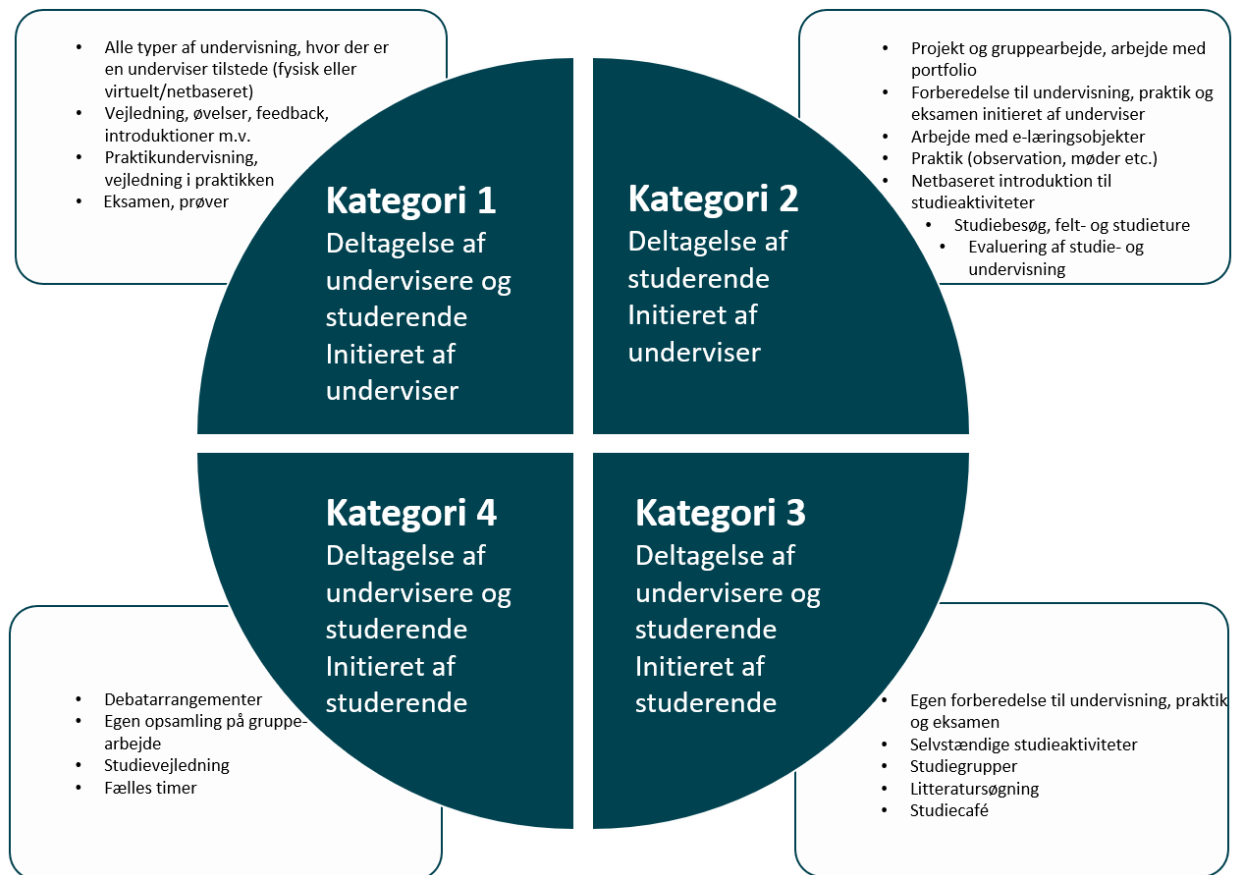 • Alle typer af undervisning, hvor der er
en underviser tilstede (fysisk eller
virtuelt/netbaseret)
• Vejledning, øvelser, feedback,
introduktioner m.v.
• Praktikundervisning,
vejledning i praktikken
• Eksamen, prøver
Kategori 1
Deltagelse af
undervisere og
studerende
Initieret af
underviser
• Projekt og gruppearbejde, arbejde med
portfolio
• Forberedelse til undervisning, praktik og
eksamen initieret af underviser
• Arbejde med e-læringsobjekter
• Praktik (observation, møder etc.)
• Netbaseret introduktion til
studieaktiviteter
• Studiebesøg, felt- og studieture
• Evaluering af studie- og
undervisning
Kategori 2
Deltagelse af
studerende
Initieret af
underviser
Kategori 4
Deltagelse af
undervisere og
studerende
Initieret af
studerende
• Debatarrangementer
• Egen opsamling på gruppe-
arbejde
• Studievejledning
• Fælles timer
Kategori 3
Deltagelse af
undervisere og
studerende
Initieret af
studerende
• Egen forberedelse til undervisning, praktik
og eksamen
• Selvstændige studieaktiviteter
• Studiegrupper
• Litteratursøgning
• Studiecafé